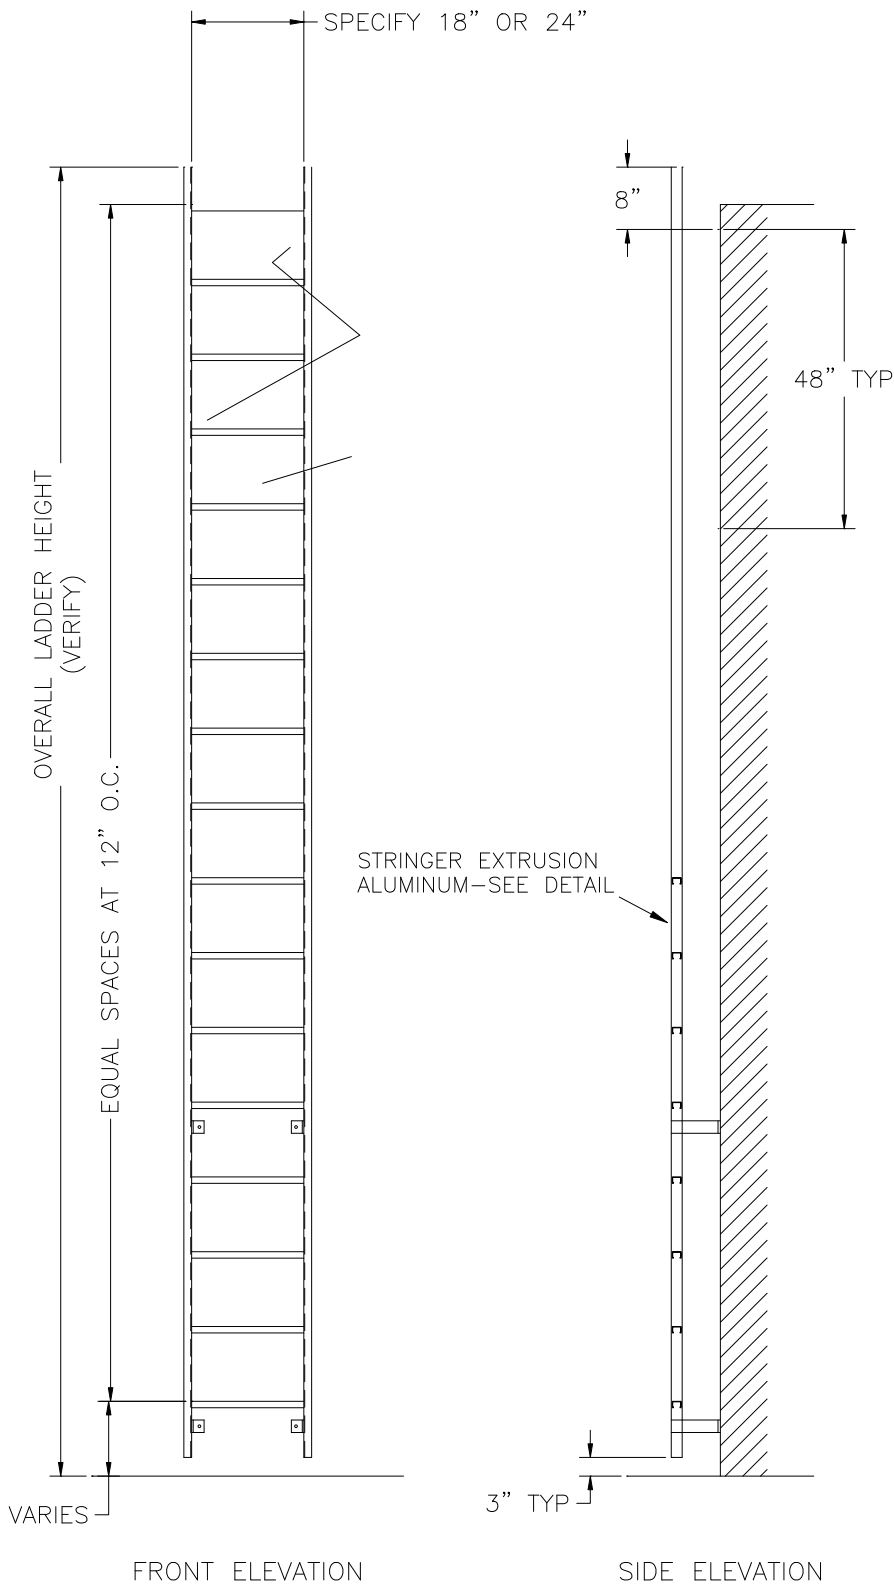 SPECIFY 18” OR 24”
8”
48” TYP
OVERALL LADDER HEIGHT
(VERIFY)
EQUAL SPACES AT 12” O.C.
STRINGER EXTRUSION
ALUMINUM–SEE DETAIL
VARIES
3” TYP
FRONT ELEVATION
SIDE ELEVATION